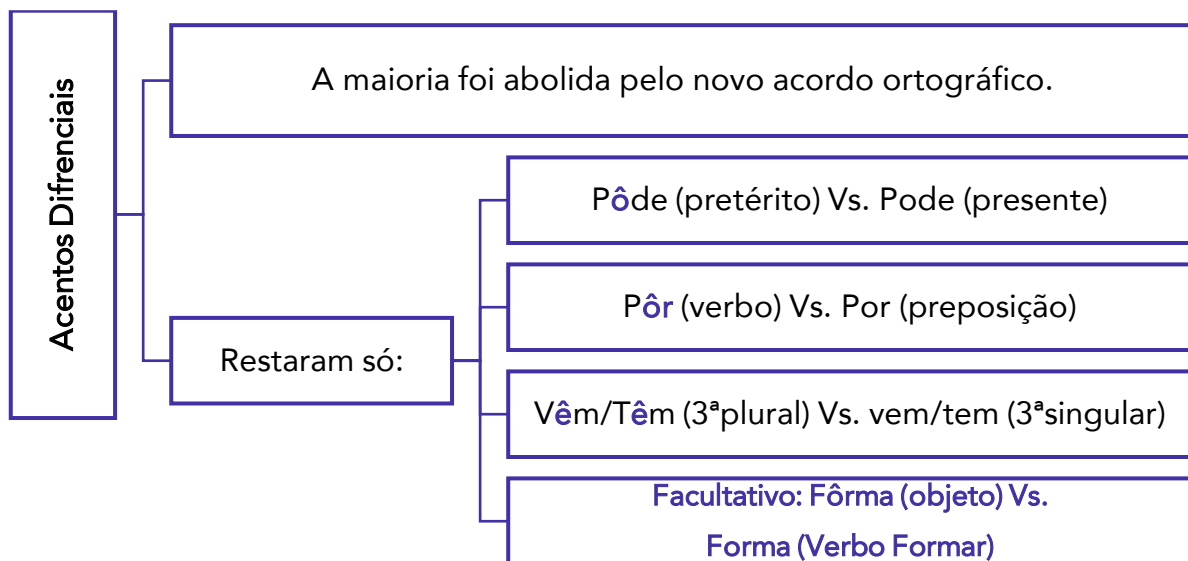 Acentos Difrenciais
A maioria foi abolida pelo novo acordo ortográfico.
Restaram só:
Pôde (pretérito) Vs. Pode (presente)
Pôr (verbo) Vs. Por (preposição)
Vêm/Têm (3ªplural) Vs. vem/tem (3ªsingular)
Facultativo: Fôrma (objeto) Vs.
Forma (Verbo Formar)